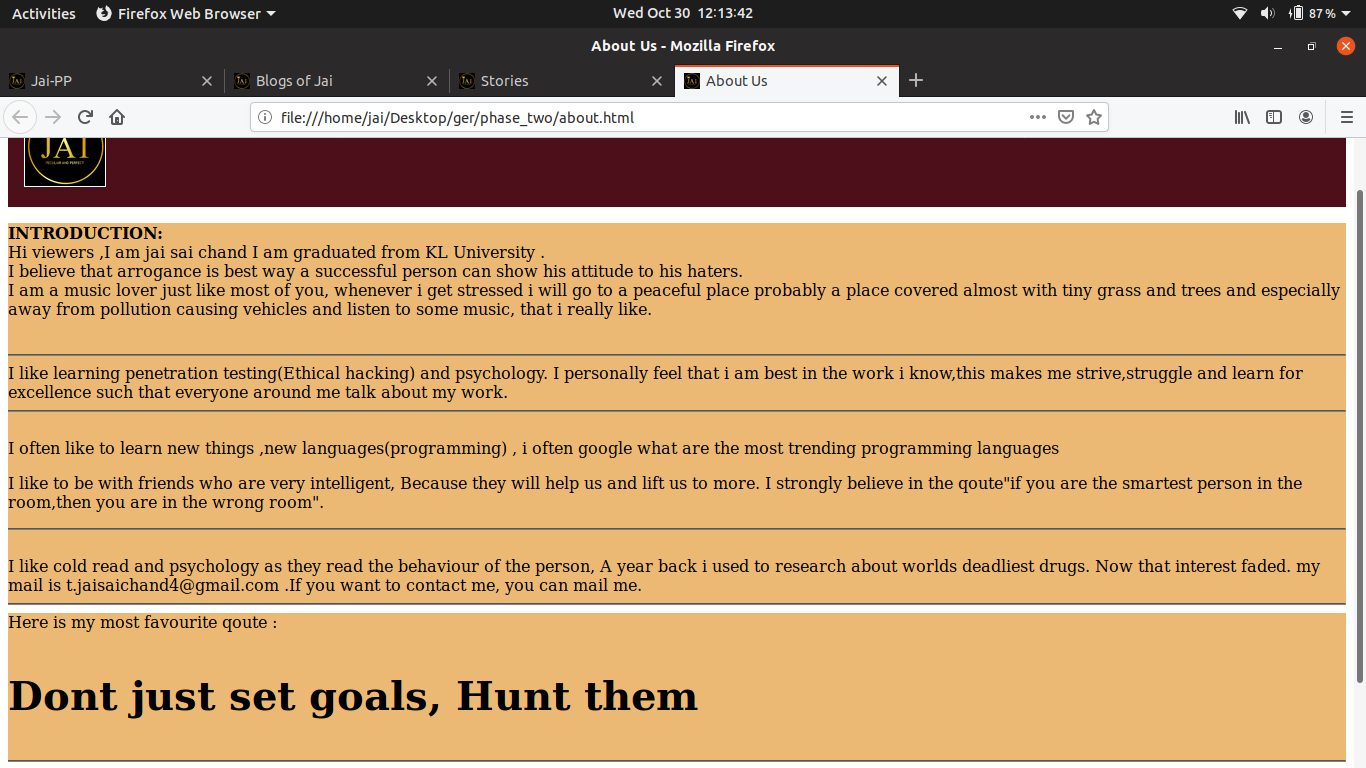 Activities Firefox Web Browser Wed Oct 30 12:13:42 87%
About Us - Mozilla Firefox
Jai-PP Blogs of Jai Stories About Us
file:///home/jai/Desktop/ger/phase_two/about.html
JAI
PECULIAR AND PERFECT
INTRODUCTION:
Hi viewers ,I am jai sai chand I am graduated from KL University .
I believe that arrogance is best way a successful person can show his attitude to his haters.
I am a music lover just like most of you, whenever i get stressed i will go to a peaceful place probably a place covered almost with tiny grass and trees and especially
away from pollution causing vehicles and listen to some music, that i really like.
I like learning penetration testing(Ethical hacking) and psychology. I personally feel that i am best in the work i know,this makes me strive,struggle and learn for
excellence such that everyone around me talk about my work.
I often like to learn new things ,new languages(programming) , i often google what are the most trending programming languages
I like to be with friends who are very intelligent, Because they will help us and lift us to more. I strongly believe in the qoute"if you are the smartest person in the
room,then you are in the wrong room".
I like cold read and psychology as they read the behaviour of the person, A year back i used to research about worlds deadliest drugs. Now that interest faded. my
mail is t.jaisaichand4@gmail.com .If you want to contact me, you can mail me.
Here is my most favourite qoute :
Dont just set goals, Hunt them